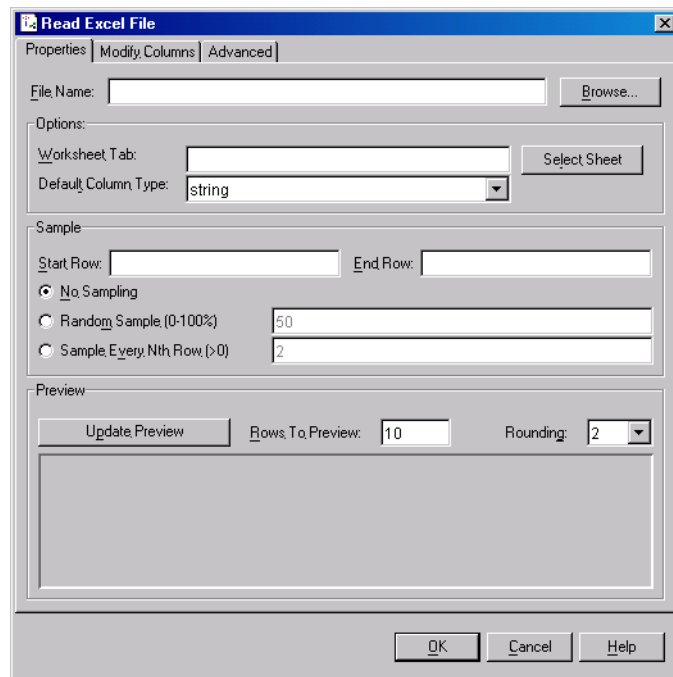 Read Excel File
Properties Modify Columns Advanced
File Name: Browse...
Options:
Worksheet Tab: Select Sheet
Default Column Type: string
Sample
Start Row: End Row:
No Sampling
Random Sample (0-100%) 50
Sample Every Nth Row (>0) 2
Preview
Update Preview Rows To Preview: 10 Rounding: 2
OK Cancel Help